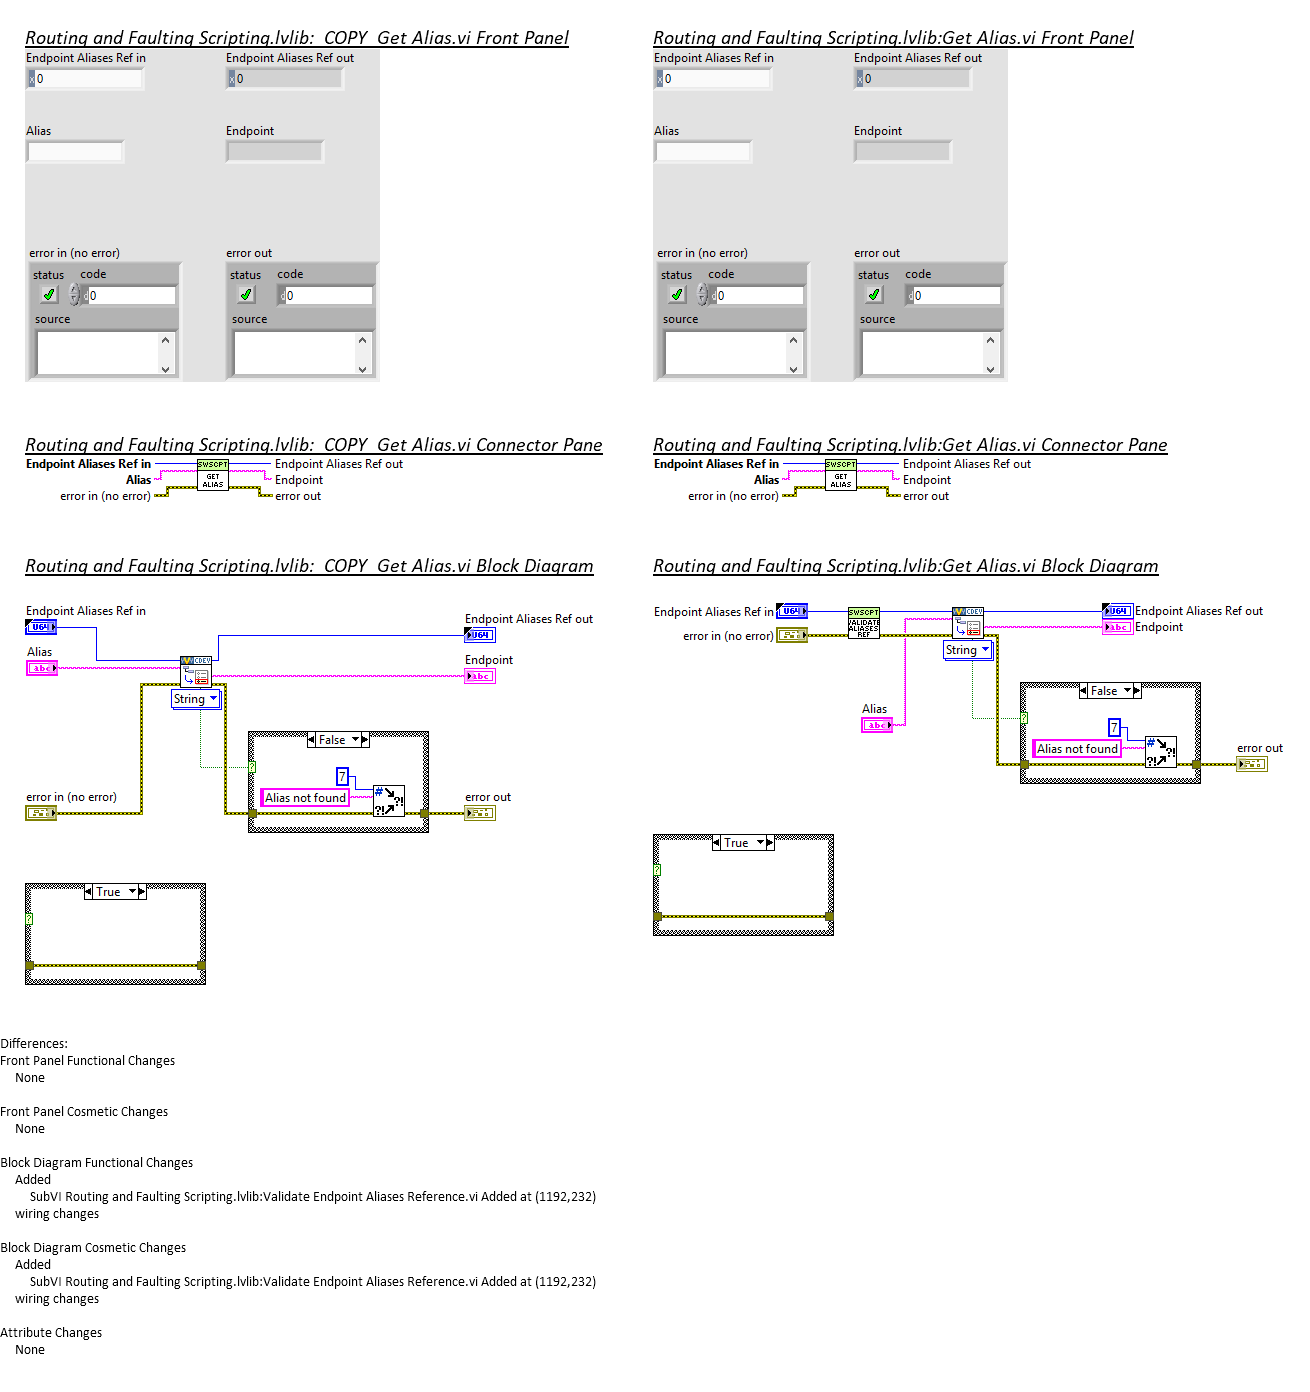 Routing and Faulting Scripting.lvlib:_COPY_Get Alias.vi Front Panel
Endpoint Aliases Ref in
Endpoint Aliases Ref out
x 0
x 0
Alias
Endpoint
error in (no error)
error out
status
code
status
code
d 0
d 0
source
source
Routing and Faulting Scripting.lvlib:Get Alias.vi Front Panel
Endpoint Aliases Ref in
Endpoint Aliases Ref out
x 0
x 0
Alias
Endpoint
error in (no error)
error out
status
code
status
code
d 0
d 0
source
source
Routing and Faulting Scripting.lvlib:_COPY_Get Alias.vi Connector Pane
Endpoint Aliases Ref in
SWSCPT
Endpoint Aliases Ref out
Alias
GET
ALIAS
Endpoint
error in (no error)
error out
Routing and Faulting Scripting.lvlib:Get Alias.vi Connector Pane
Endpoint Aliases Ref in
SWSCPT
Endpoint Aliases Ref out
Alias
GET
ALIAS
Endpoint
error in (no error)
error out
Routing and Faulting Scripting.lvlib:_COPY_Get Alias.vi Block Diagram
Endpoint Aliases Ref in
U64
Endpoint Aliases Ref out
U64
Alias
abc
CDEV
Endpoint
abc
String
False
?
7
Alias not found
# ?!
?!
error in (no error)
error out
True
?
Routing and Faulting Scripting.lvlib:Get Alias.vi Block Diagram
Endpoint Aliases Ref in
U64
SWSCPT
VALIDATE
ALIASES
REF
CDEV
U64
Endpoint Aliases Ref out
error in (no error)
abc
Endpoint
String
False
Alias
abc
?
7
Alias not found
# ?!
?!
error out
True
?
Differences:
Front Panel Functional Changes
None
Front Panel Cosmetic Changes
None
Block Diagram Functional Changes
Added
SubVI Routing and Faulting Scripting.lvlib:Validate Endpoint Aliases Reference.vi Added at (1192,232)
wiring changes
Block Diagram Cosmetic Changes
Added
SubVI Routing and Faulting Scripting.lvlib:Validate Endpoint Aliases Reference.vi Added at (1192,232)
wiring changes
Attribute Changes
None